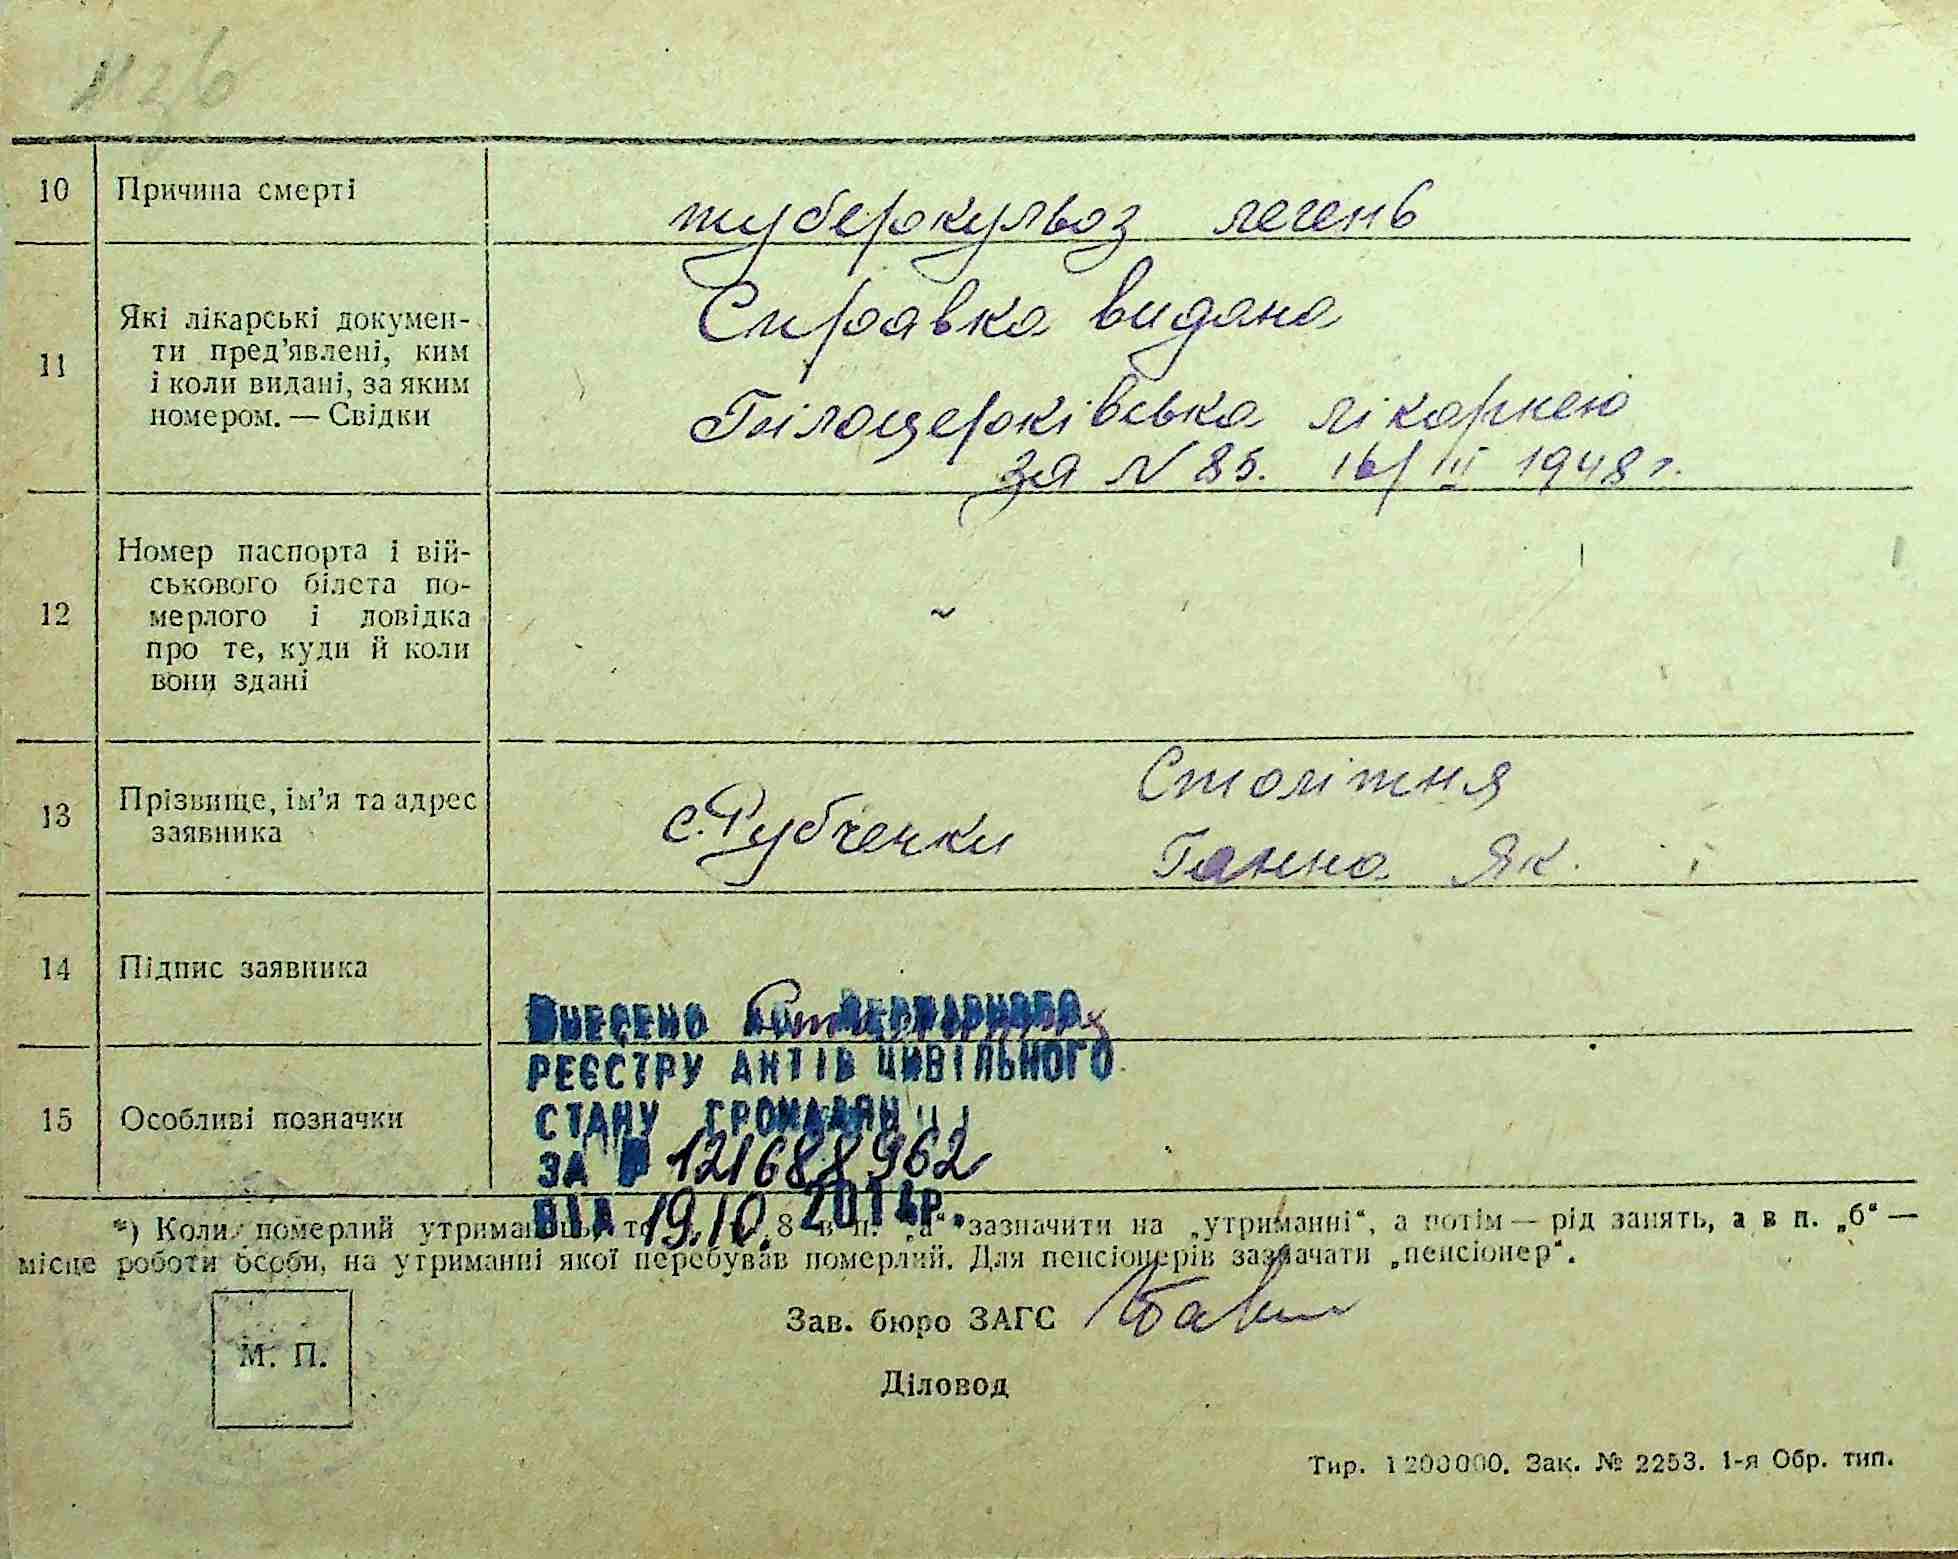 10 Причина смерті туберкульоз легень
11 Які лікарські докумен-
ти пред’явлені, ким
і коли видані, за яким
номером. — Свідки
Справка видана
Білоцерківська лікарнею
за N 85. 16/III 1948 г.
12 Номер паспорта і вій-
ськового білета по-
мерлого і довідка
про те, куди й коли
вони здані
~
13 Прізвище, ім’я та адрес
заявника
Столітня
с. Рубченки Ганна Як.
14 Підпис заявника
Внесено до Державного
реєстру актів цивільного
15 Особливі позначки
стану громадян
за № 121688962
від 19.10. 2014р.
*) Коли померлий утриманець, то в п. 8 в п. „а“ зазначити на „утриманні“, а потім — рід занять, а в п. „б“ —
місце роботи особи, на утриманні якої перебував померлий. Для пенсіонерів зазначати „пенсіонер“.
Зав. бюро ЗАГС
М. П.
Діловод
Тир. 1200000. Зак. № 2253. 1-я Обр. тип.